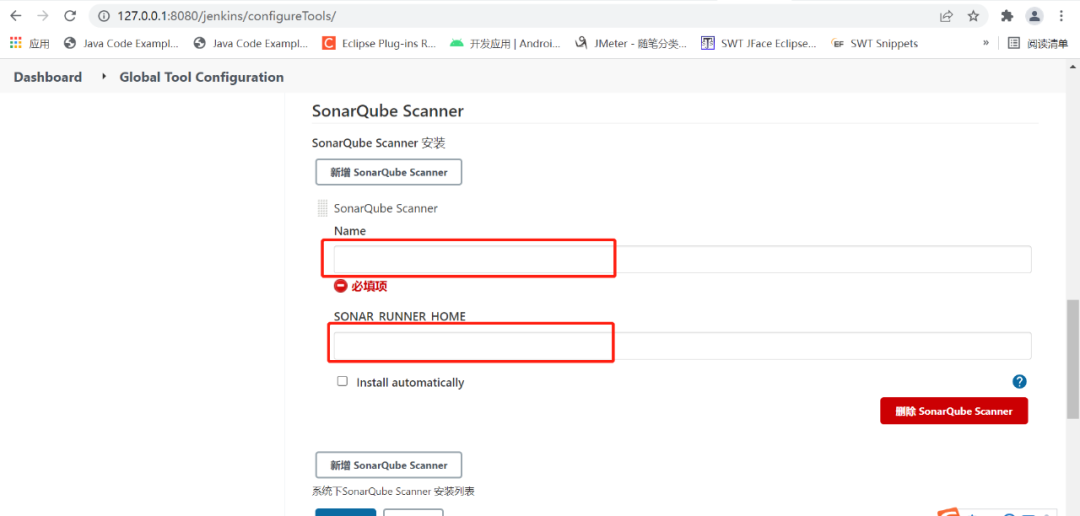 127.0.0.1:8080/jenkins/configureTools/
应用 Java Code Exampl... Java Code Exampl... Eclipse Plug-ins R... 开发应用 | Androi... JMeter - 随笔分类... SWT JFace Eclipse... EF SWT Snippets » 阅读清单
Dashboard Global Tool Configuration
SonarQube Scanner
SonarQube Scanner 安装
新增 SonarQube Scanner
SonarQube Scanner
Name
必填项
SONAR_RUNNER_HOME
Install automatically
删除 SonarQube Scanner
新增 SonarQube Scanner
系统下SonarQube Scanner 安装列表